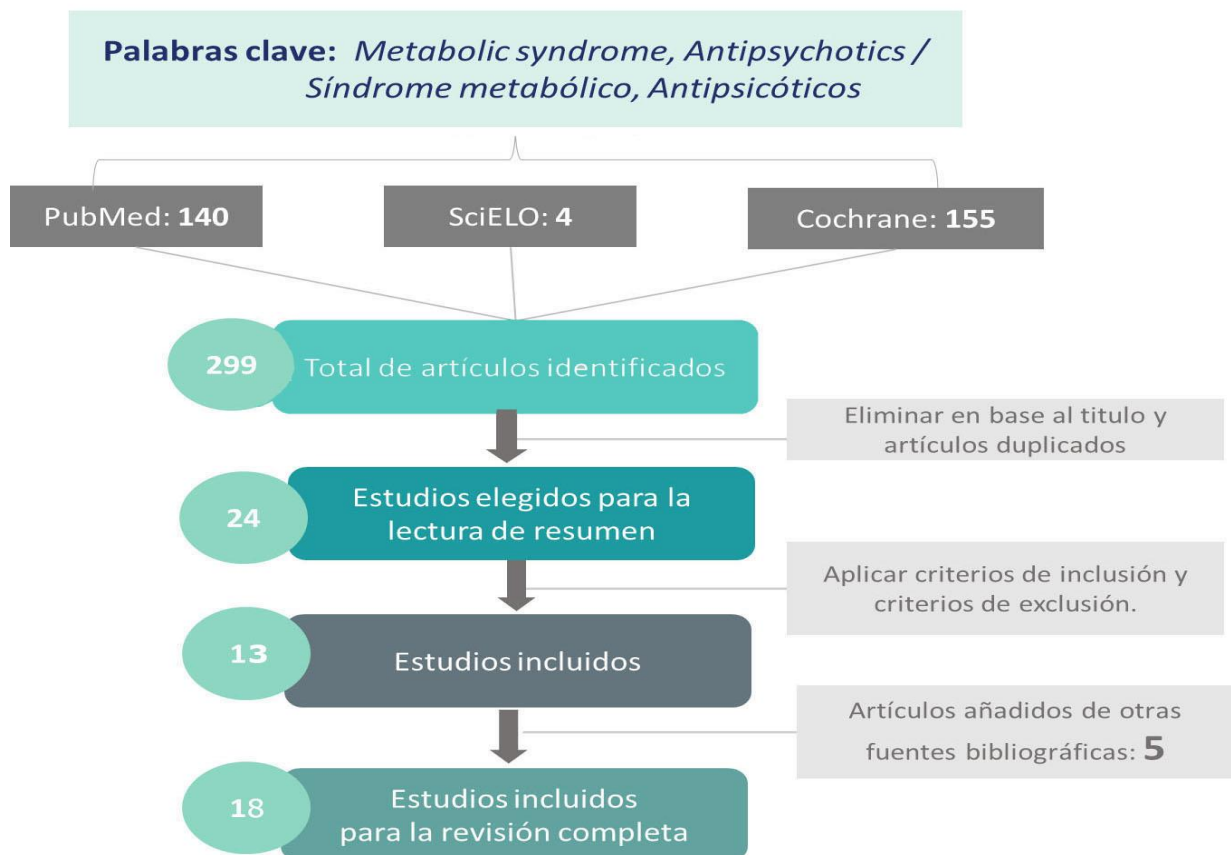 Palabras clave: Metabolic syndrome, Antipsychotics /
Síndrome metabólico, Antipsicóticos
PubMed: 140
SciELO: 4
Cochrane: 155
299
Total de artículos identificados
Eliminar en base al titulo y
artículos duplicados
24
Estudios elegidos para la
lectura de resumen
Aplicar criterios de inclusión y
criterios de exclusión.
13
Estudios incluidos
Artículos añadidos de otras
fuentes bibliográficas: 5
18
Estudios incluidos
para la revisión completa